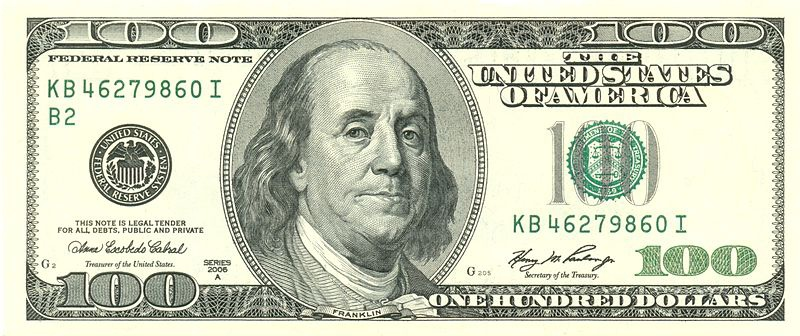 100
100
FEDERAL RESERVE NOTE
THE
UNITED STATES
OF AMERICA
KB 46279860 I
B2
UNITED STATES
FEDERAL RESERVE SYSTEM
100
KB 46279860 I
THIS NOTE IS LEGAL TENDER
FOR ALL DEBTS, PUBLIC AND PRIVATE
Anna Escobedo Cabral
Treasurer of the United States.
SERIES
2006
A
G2
G 205
Henry M. Paulson Jr
Secretary of the Treasury.
100
100
FRANKLIN
ONE HUNDRED DOLLARS